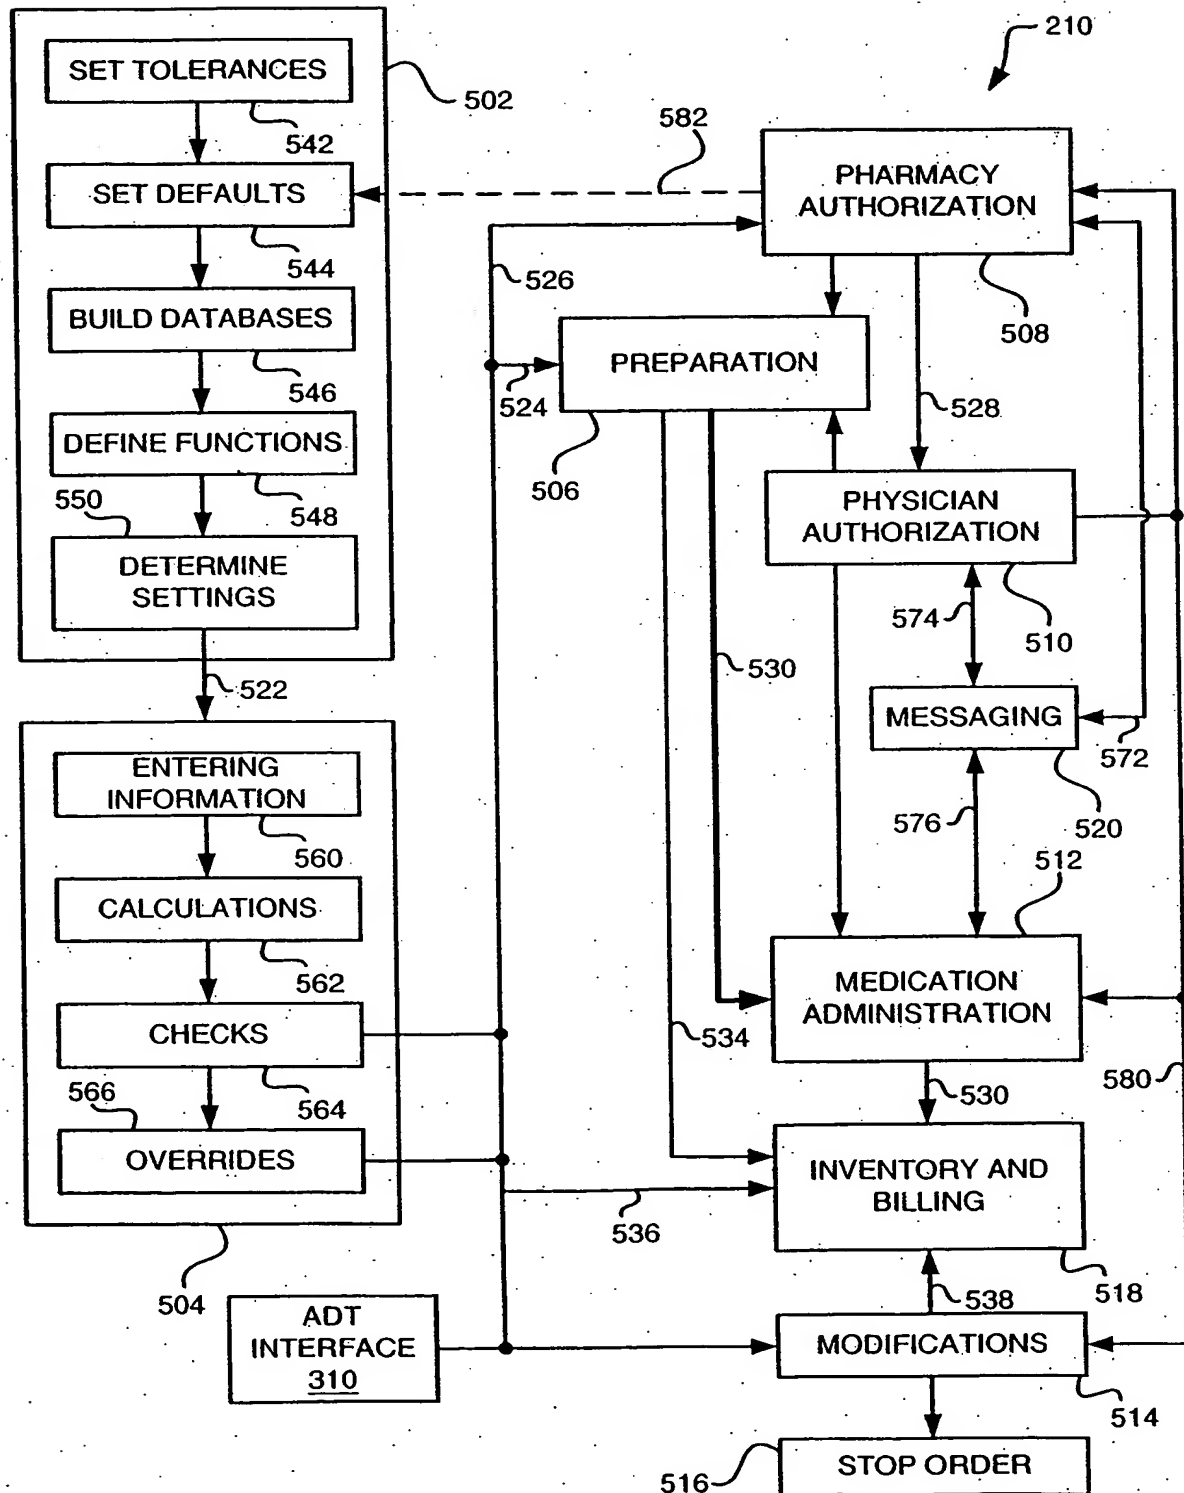 210
SET TOLERANCES
502
542
582
SET DEFAULTS
PHARMACY
AUTHORIZATION
544
526
BUILD DATABASES
508
PREPARATION
546
524
528
DEFINE FUNCTIONS
506
550
548
PHYSICIAN
AUTHORIZATION
DETERMINE
SETTINGS
574
510
530
522
MESSAGING
572
ENTERING
INFORMATION
576
520
560
512
CALCULATIONS
562
MEDICATION
ADMINISTRATION
CHECKS
534
566
564
530
580
OVERRIDES
INVENTORY AND
BILLING
536
504
518
538
ADT
INTERFACE
310
MODIFICATIONS
514
516
STOP ORDER